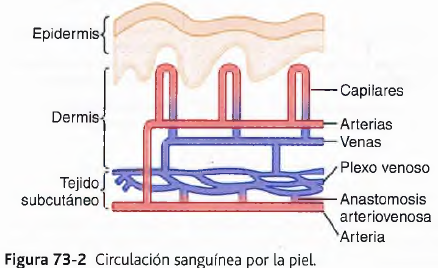 Epidermis
Dermis
Tejido
subcutáneo
Capilares
Arterias
Venas
Plexo venoso
Anastomosis
arteriovenosa
Arteria
Figura 73-2 Circulación sanguínea por la piel.